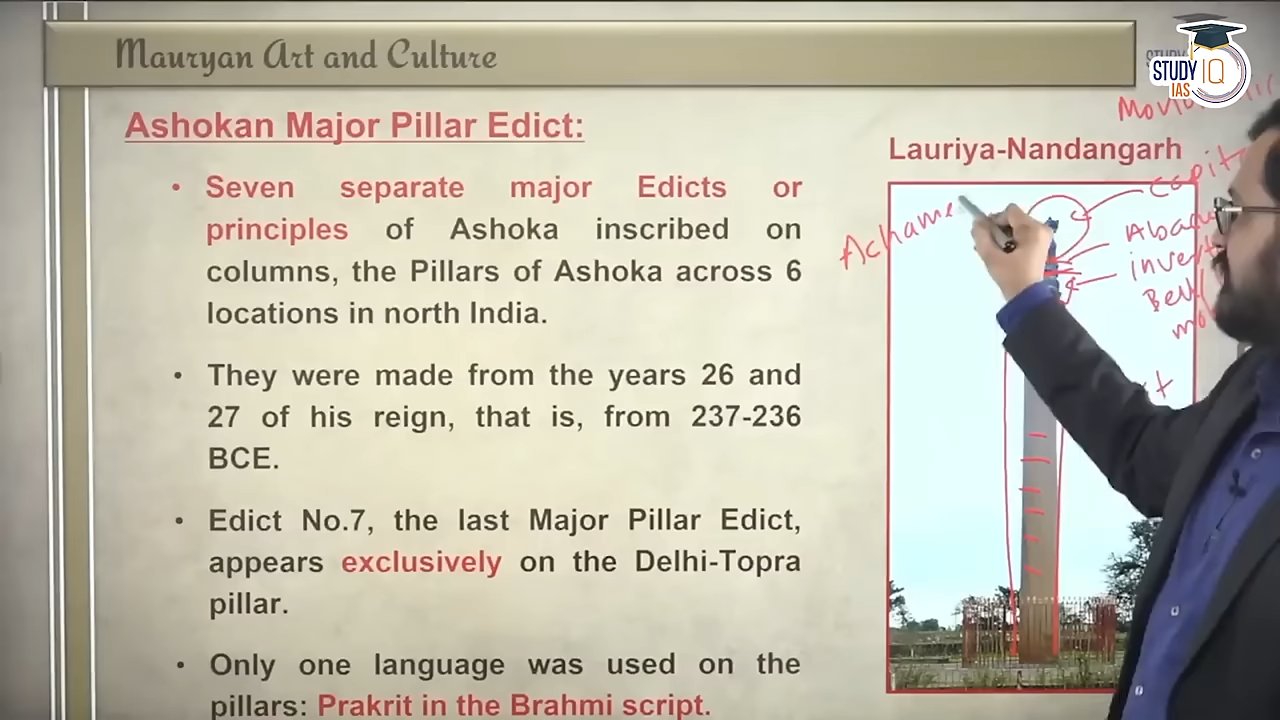 Mauryan Art and Culture
STUDY IQ
IAS
Ashokan Major Pillar Edict:
• Seven separate major Edicts or
principles of Ashoka inscribed on
columns, the Pillars of Ashoka across 6
locations in north India.
• They were made from the years 26 and
27 of his reign, that is, from 237-236
BCE.
• Edict No.7, the last Major Pillar Edict,
appears exclusively on the Delhi-Topra
pillar.
• Only one language was used on the
pillars: Prakrit in the Brahmi script.
Lauriya-Nandangarh
Achame